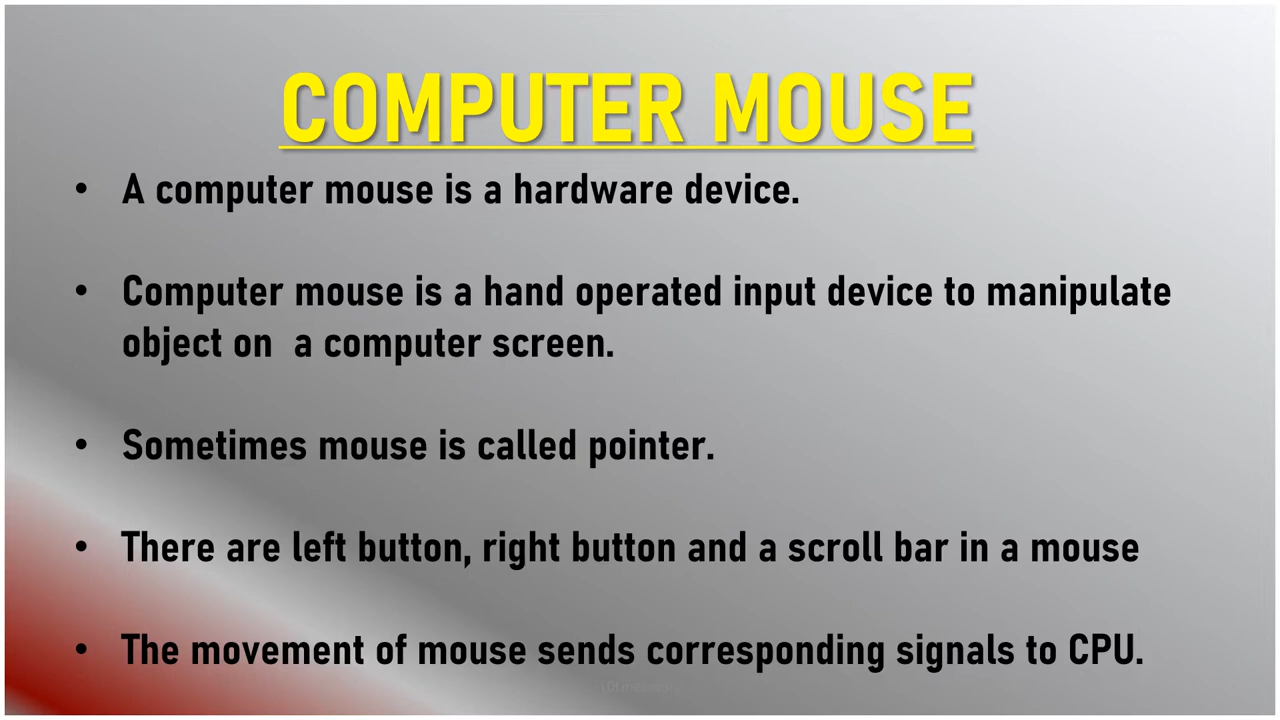 COMPUTER MOUSE
• A computer mouse is a hardware device.
• Computer mouse is a hand operated input device to manipulate
object on  a computer screen.
• Sometimes mouse is called pointer.
• There are left button, right button and a scroll bar in a mouse
• The movement of mouse sends corresponding signals to CPU.